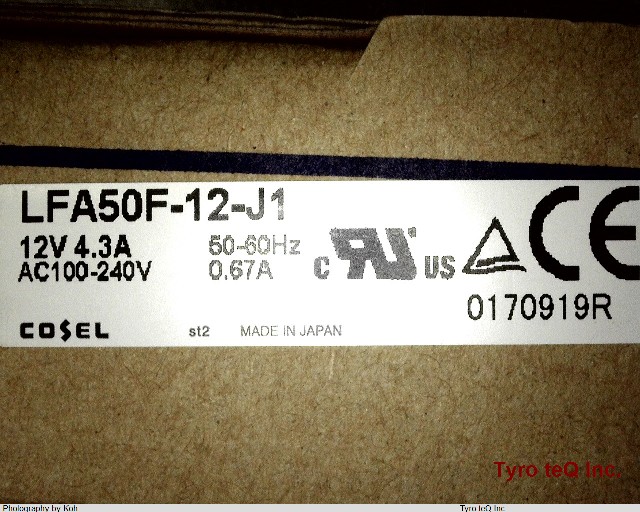 LFA50F-12-J1
12V 4.3A 50-60Hz
AC100-240V 0.67A
c RU US
CE
0170919R
COSEL st2 MADE IN JAPAN
Tyro teQ Inc.
Photography by Koh Tyro teQ Inc